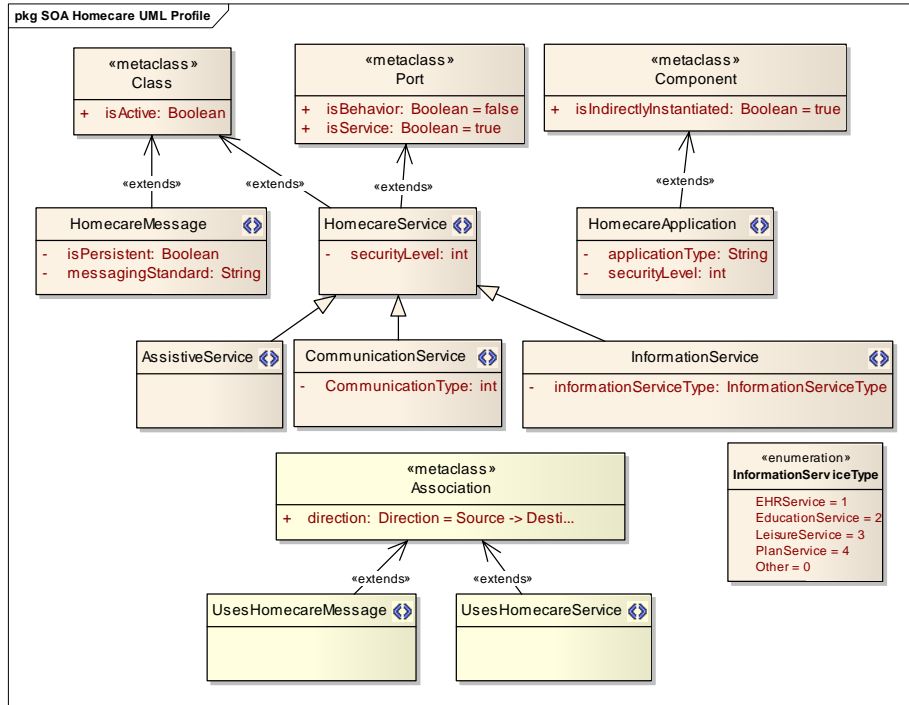 pkg SOA Homecare UML Profile
«metaclass»
Class
+ isActive: Boolean
«metaclass»
Port
+ isBehavior: Boolean = false
+ isService: Boolean = true
«metaclass»
Component
+ isIndirectlyInstantiated: Boolean = true
«extends»
«extends»
«extends»
«extends»
HomecareMessage
- isPersistent: Boolean
- messagingStandard: String
HomecareService
- securityLevel: int
HomecareApplication
- applicationType: String
- securityLevel: int
AssistiveService
CommunicationService
- CommunicationType: int
InformationService
- informationServiceType: InformationServiceType
«metaclass»
Association
+ direction: Direction = Source -> Desti...
«enumeration»
InformationServiceType
EHRService = 1
EducationService = 2
LeisureService = 3
PlanService = 4
Other = 0
«extends»
«extends»
UsesHomecareMessage
UsesHomecareService